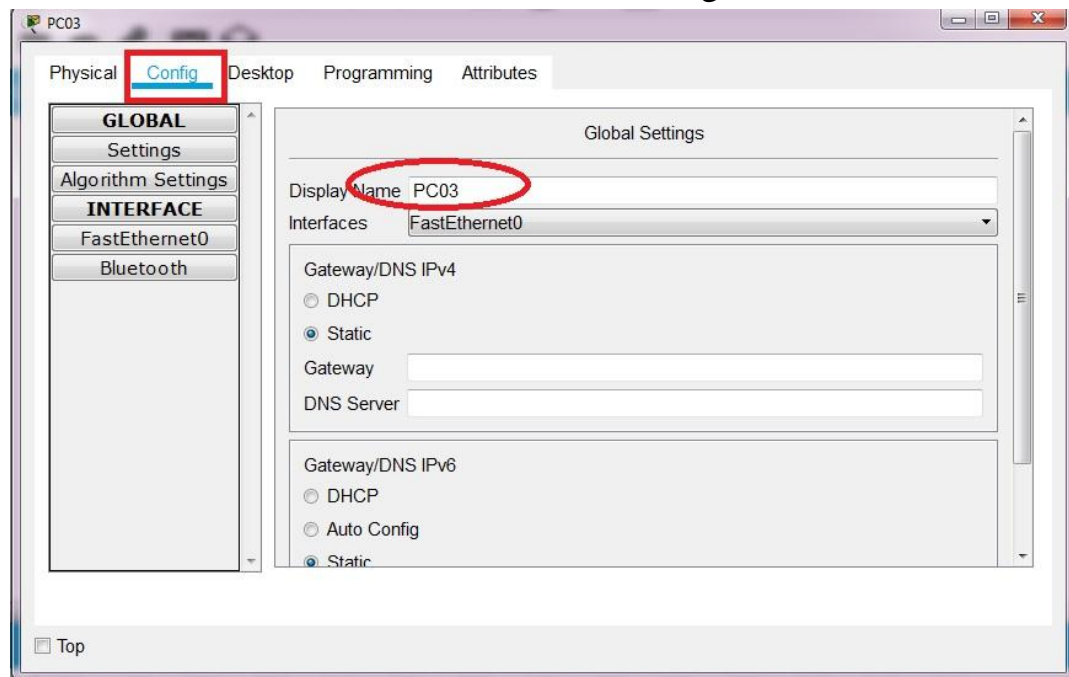 PC03
Physical Config Desktop Programming Attributes
GLOBAL
Settings
Algorithm Settings
INTERFACE
FastEthernet0
Bluetooth
Global Settings
Display Name PC03
Interfaces FastEthernet0
Gateway/DNS IPv4
DHCP
Static
Gateway
DNS Server
Gateway/DNS IPv6
DHCP
Auto Config
Static
Top